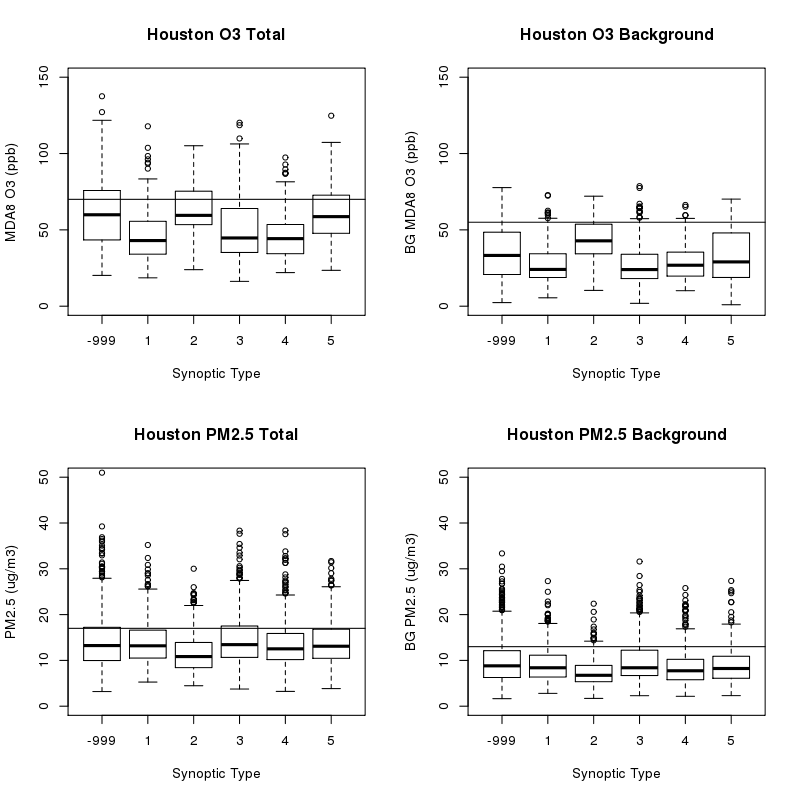 Houston O3 Total
MDA8 O3 (ppb)
150
100
50
0
-999 1 2 3 4 5
Synoptic Type
Houston O3 Background
BG MDA8 O3 (ppb)
150
100
50
0
-999 1 2 3 4 5
Synoptic Type
Houston PM2.5 Total
PM2.5 (ug/m3)
50
40
30
20
10
0
-999 1 2 3 4 5
Synoptic Type
Houston PM2.5 Background
BG PM2.5 (ug/m3)
50
40
30
20
10
0
-999 1 2 3 4 5
Synoptic Type